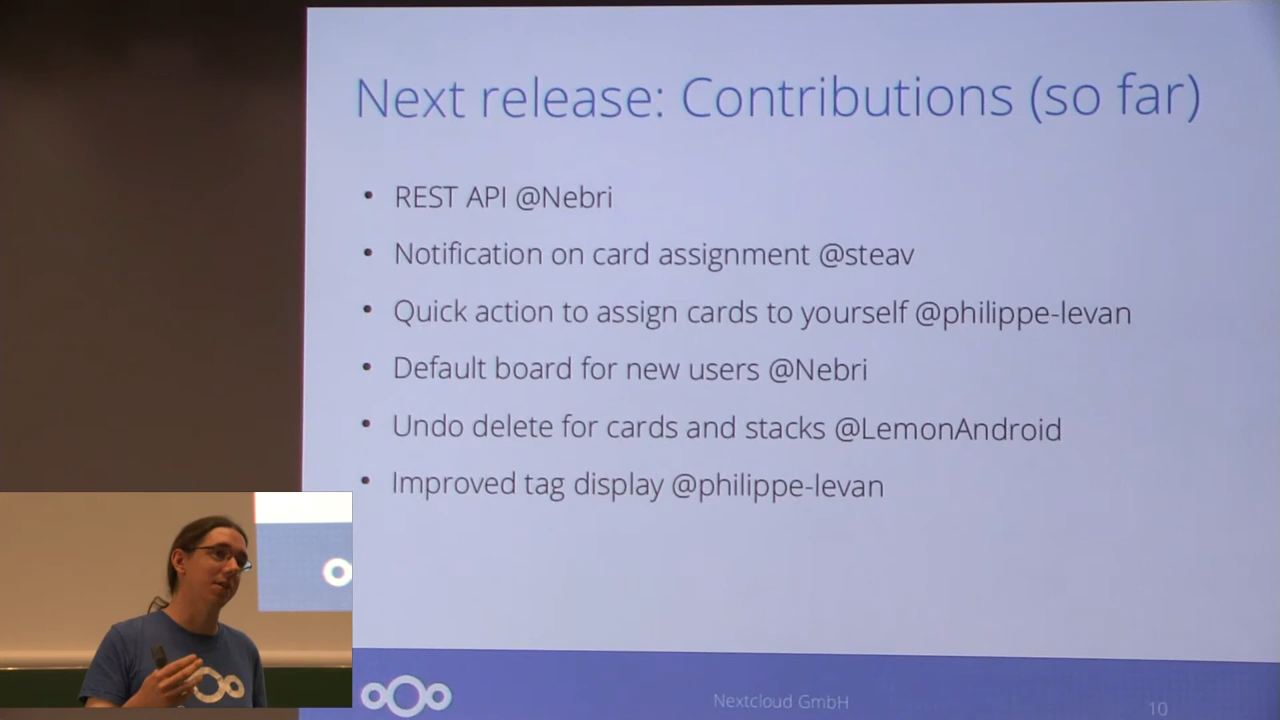 Next release: Contributions (so far)
• REST API @Nebri
• Notification on card assignment @steav
• Quick action to assign cards to yourself @philippe-levan
• Default board for new users @Nebri
• Undo delete for cards and stacks @LemonAndroid
• Improved tag display @philippe-levan
Nextcloud GmbH
10